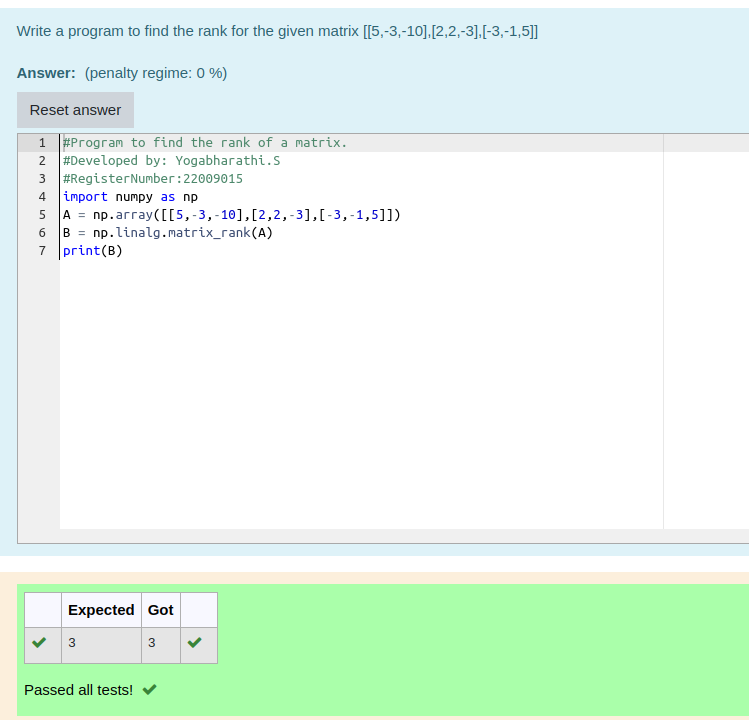 Write a program to find the rank for the given matrix [[5,-3,-10],[2,2,-3],[-3,-1,5]]
Answer: (penalty regime: 0 %)
Reset answer
1 #Program to find the rank of a matrix.
2 #Developed by: Yogabharathi.S
3 #RegisterNumber:22009015
4 import numpy as np
5 A = np.array([[5,-3,-10],[2,2,-3],[-3,-1,5]])
6 B = np.linalg.matrix_rank(A)
7 print(B)
Expected Got
3 3
Passed all tests!